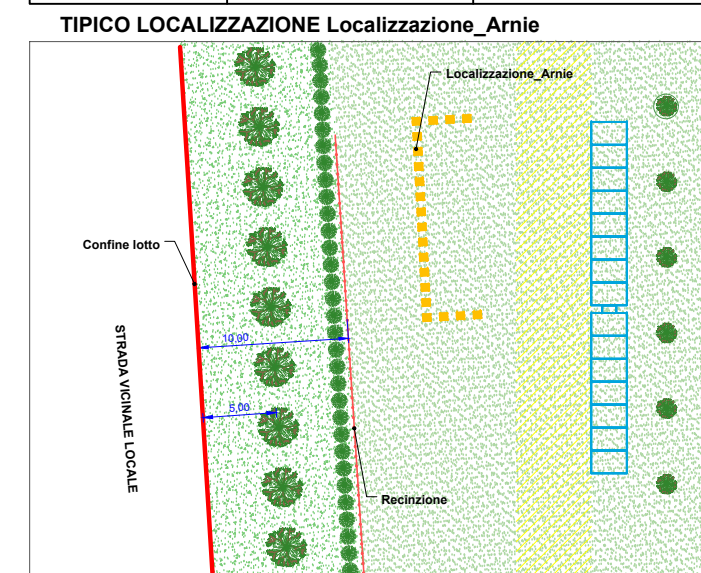 TIPICO LOCALIZZAZIONE Localizzazione_Arnie
Localizzazione_Arnie
Confine lotto
10,00
STRADA VICINALE LOCALE
5,00
Recinzione